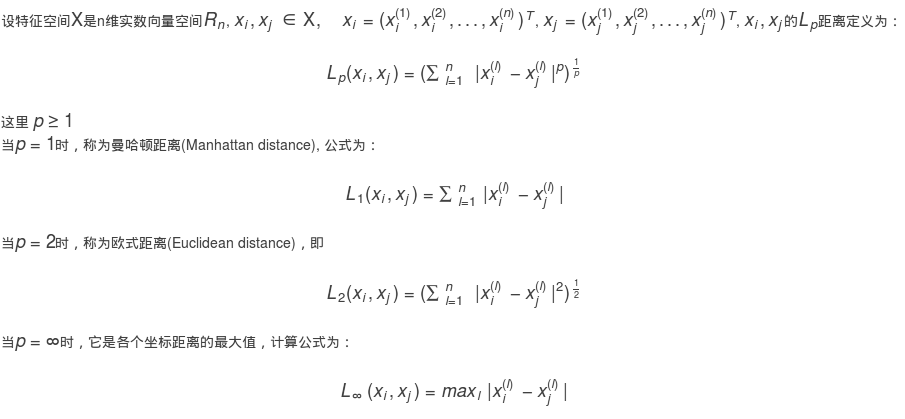 设特征空间X是n维实数向量空间R_n, x_i, x_j ∈ X, x_i = (x_i^(1), x_i^(2), . . . , x_i^(n))^T, x_j = (x_j^(1), x_j^(2), . . . , x_j^(n))^T, x_i, x_j的L_p距离定义为：
L_p(x_i, x_j) = (∑_{l=1}^n |x_i^(l) − x_j^(l)|^p)^{1/p}
这里 p ≥ 1
当p = 1时，称为曼哈顿距离(Manhattan distance), 公式为：
L_1(x_i, x_j) = ∑_{l=1}^n |x_i^(l) − x_j^(l)|
当p = 2时，称为欧式距离(Euclidean distance)，即
L_2(x_i, x_j) = (∑_{l=1}^n |x_i^(l) − x_j^(l)|^2)^{1/2}
当p = ∞时，它是各个坐标距离的最大值，计算公式为：
L_∞(x_i, x_j) = max_l |x_i^(l) − x_j^(l)|